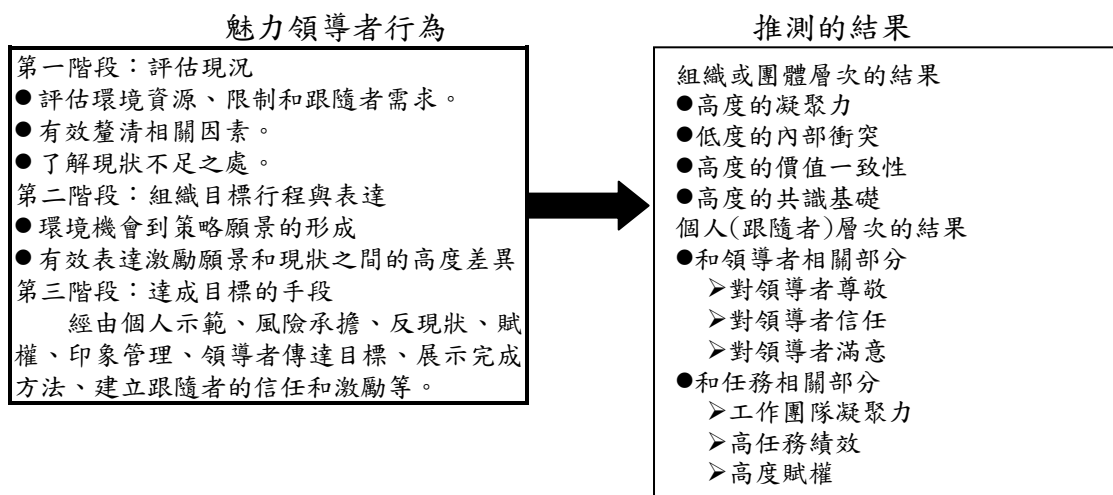 魅力領導者行為
第一階段：評估現況
●評估環境資源、限制和跟隨者需求。
●有效釐清相關因素。
●了解現狀不足之處。
第二階段：組織目標行程與表達
●環境機會到策略願景的形成
●有效表達激勵願景和現狀之間的高度差異
第三階段：達成目標的手段
經由個人示範、風險承擔、反現狀、賦
權、印象管理、領導者傳達目標、展示完成
方法、建立跟隨者的信任和激勵等。
推測的結果
組織或團體層次的結果
●高度的凝聚力
●低度的內部衝突
●高度的價值一致性
●高度的共識基礎
個人(跟隨者)層次的結果
●和領導者相關部分
➢對領導者尊敬
➢對領導者信任
➢對領導者滿意
●和任務相關部分
➢工作團隊凝聚力
➢高任務績效
➢高度賦權